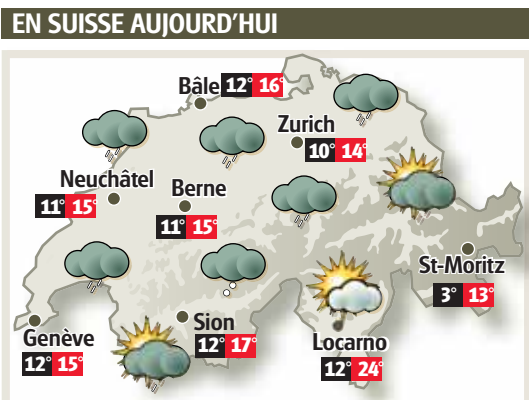 EN SUISSE AUJOURD'HUI
Bâle 12° 16°
Zurich
10° 14°
Neuchâtel
11° 15°
Berne
11° 15°
St-Moritz
3° 13°
Genève
12° 15°
Sion
12° 17°
Locarno
12° 24°